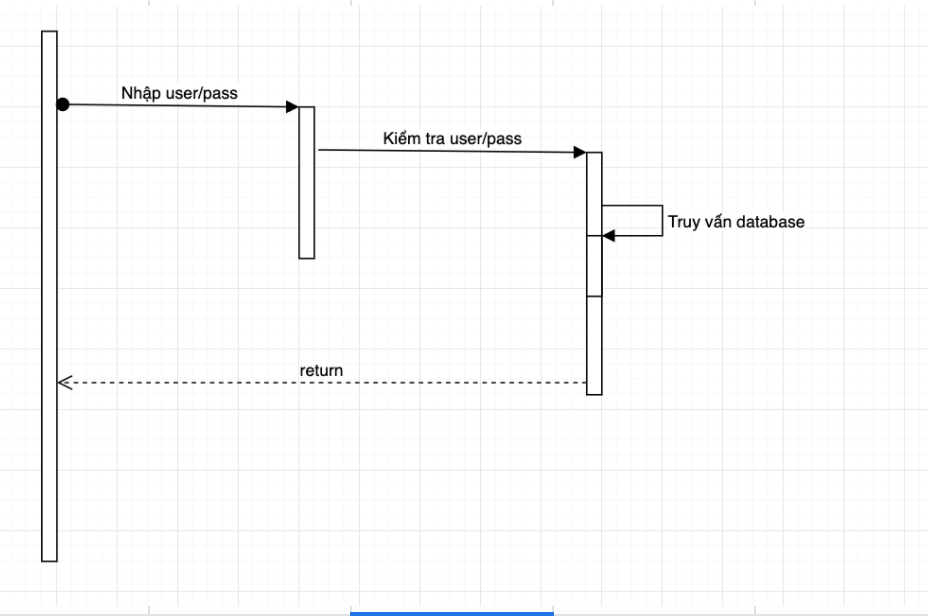 Nhập user/pass
Kiểm tra user/pass
Truy vấn database
return